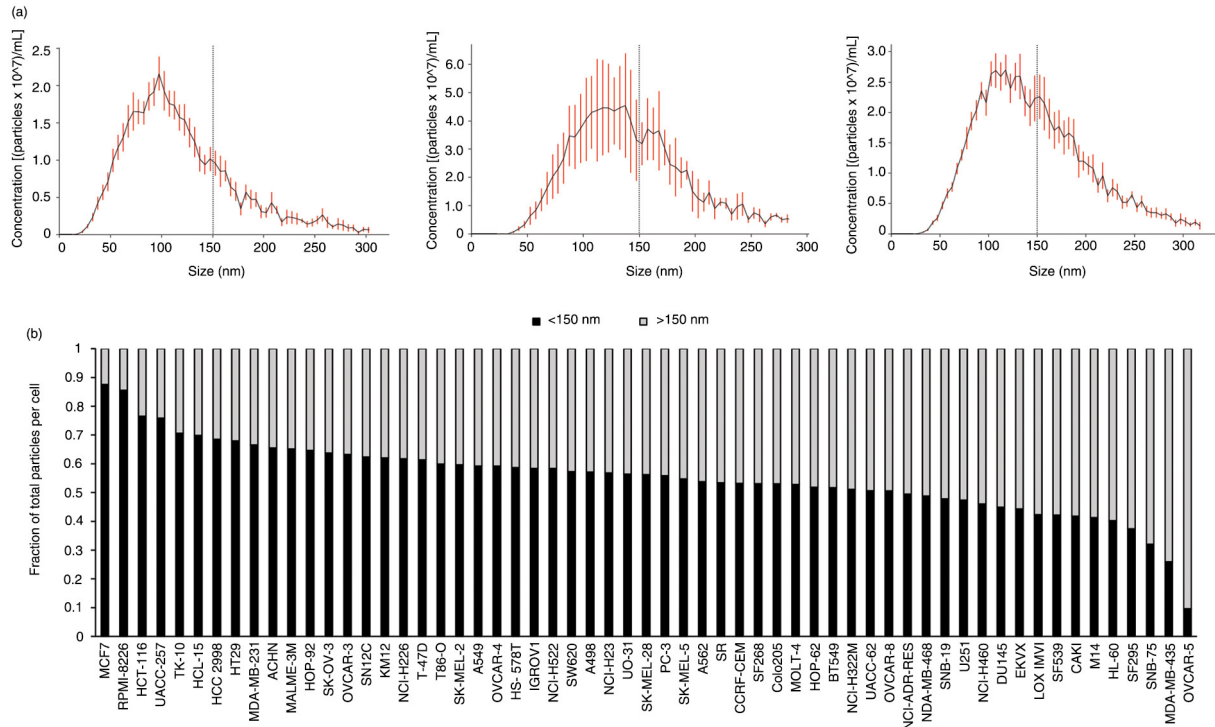 (a)
Concentration [(particles x 10^7)/mL]
2.5
2.0
1.5
1.0
0.5
0
0 50 100 150 200 250 300
Size (nm)
Concentration [(particles x 10^7)/mL]
6.0
5.0
4.0
3.0
2.0
1.0
0
0 50 100 150 200 250 300
Size (nm)
Concentration [(particles x 10^7)/mL]
3.0
2.5
2.0
1.5
1.0
0.5
0
0 50 100 150 200 250 300
Size (nm)
(b)
<150 nm >150 nm
Fraction of total particles per cell
1
0.9
0.8
0.7
0.6
0.5
0.4
0.3
0.2
0.1
0
MCF7
RPMI-8226
HCT-116
UACC-257
TK-10
HCL-15
HCC 2998
HT29
MDA-MB-231
ACHN
MALME-3M
HOP-92
SK-OV-3
OVCAR-3
SN12C
KM12
NCI-H226
T-47D
T86-O
SK-MEL-2
A549
OVCAR-4
HS- 578T
IGROV1
NCI-H522
SW620
A498
NCI-H23
UO-31
SK-MEL-28
PC-3
SK-MEL-5
A562
SR
CCRF-CEM
SF268
Colo205
MOLT-4
HOP-62
BT549
NCI-H322M
UACC-62
OVCAR-8
NCI-ADR-RES
NDA-MB-468
SNB-19
U251
NCI-H460
DU145
EKVX
LOX IMVI
SF539
CAKI
M14
HL-60
SF295
SNB-75
MDA-MB-435
OVCAR-5